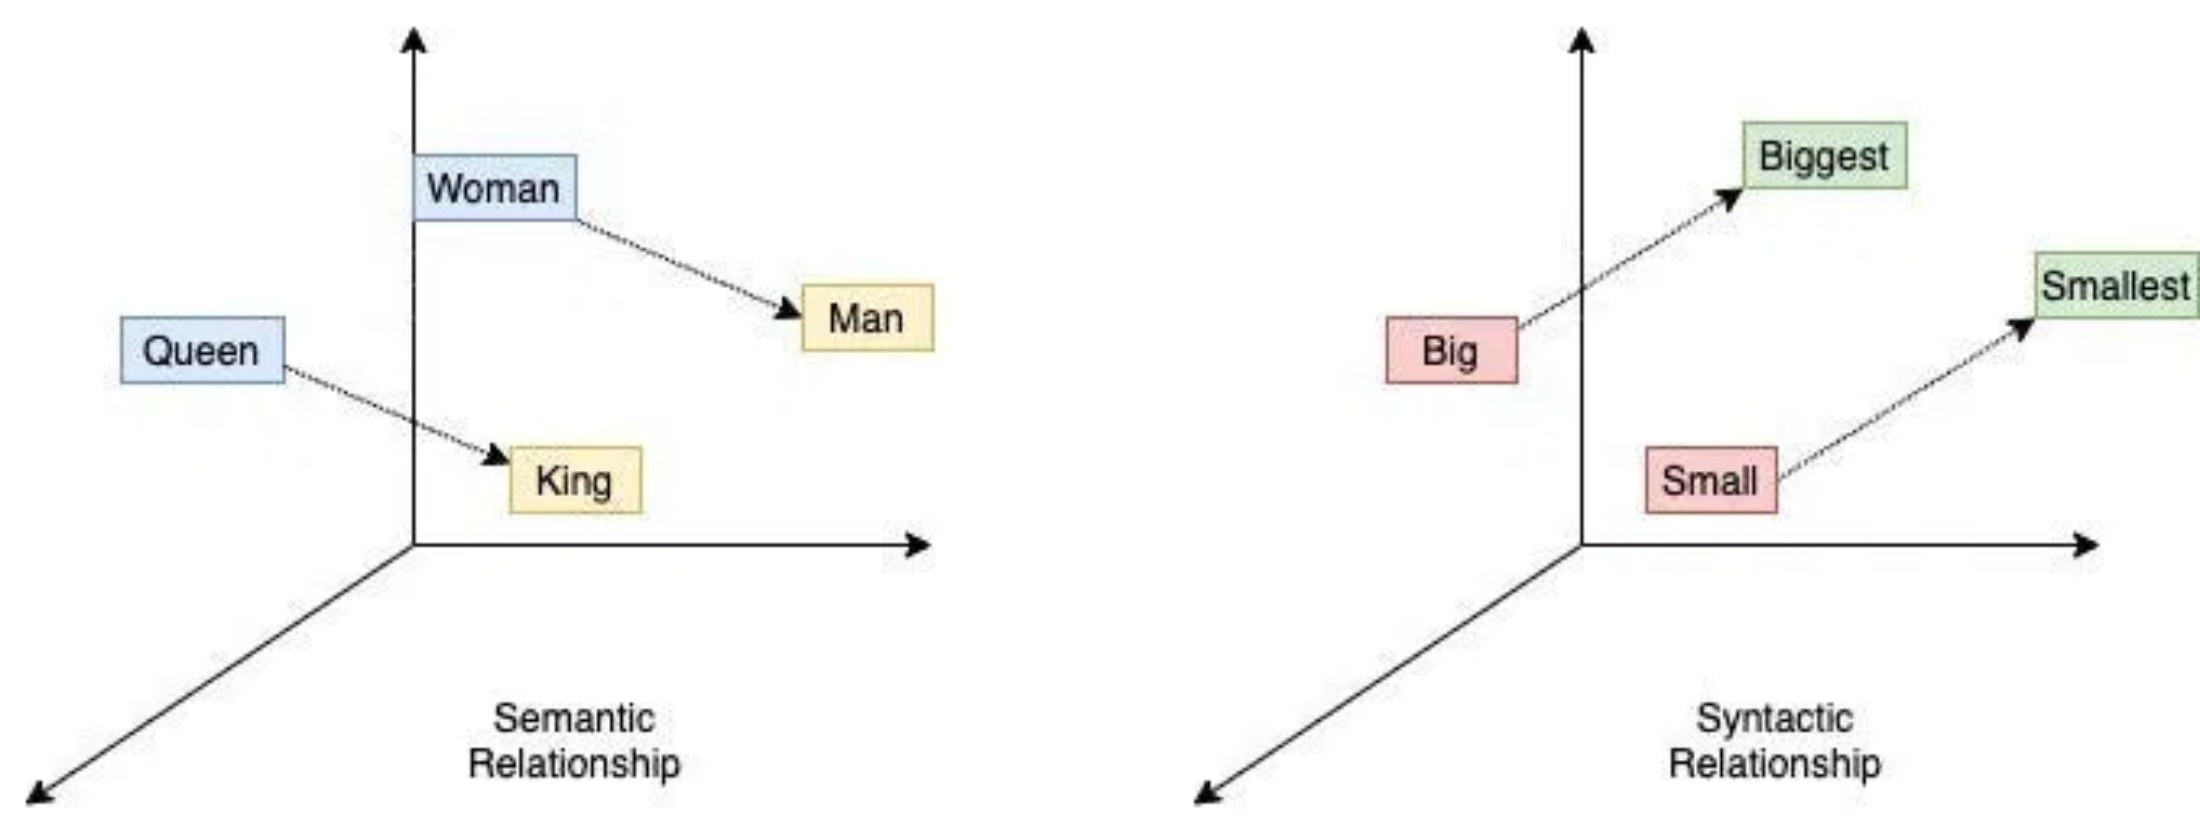 Woman
Man
Queen
King
Semantic
Relationship
Biggest
Smallest
Big
Small
Syntactic
Relationship